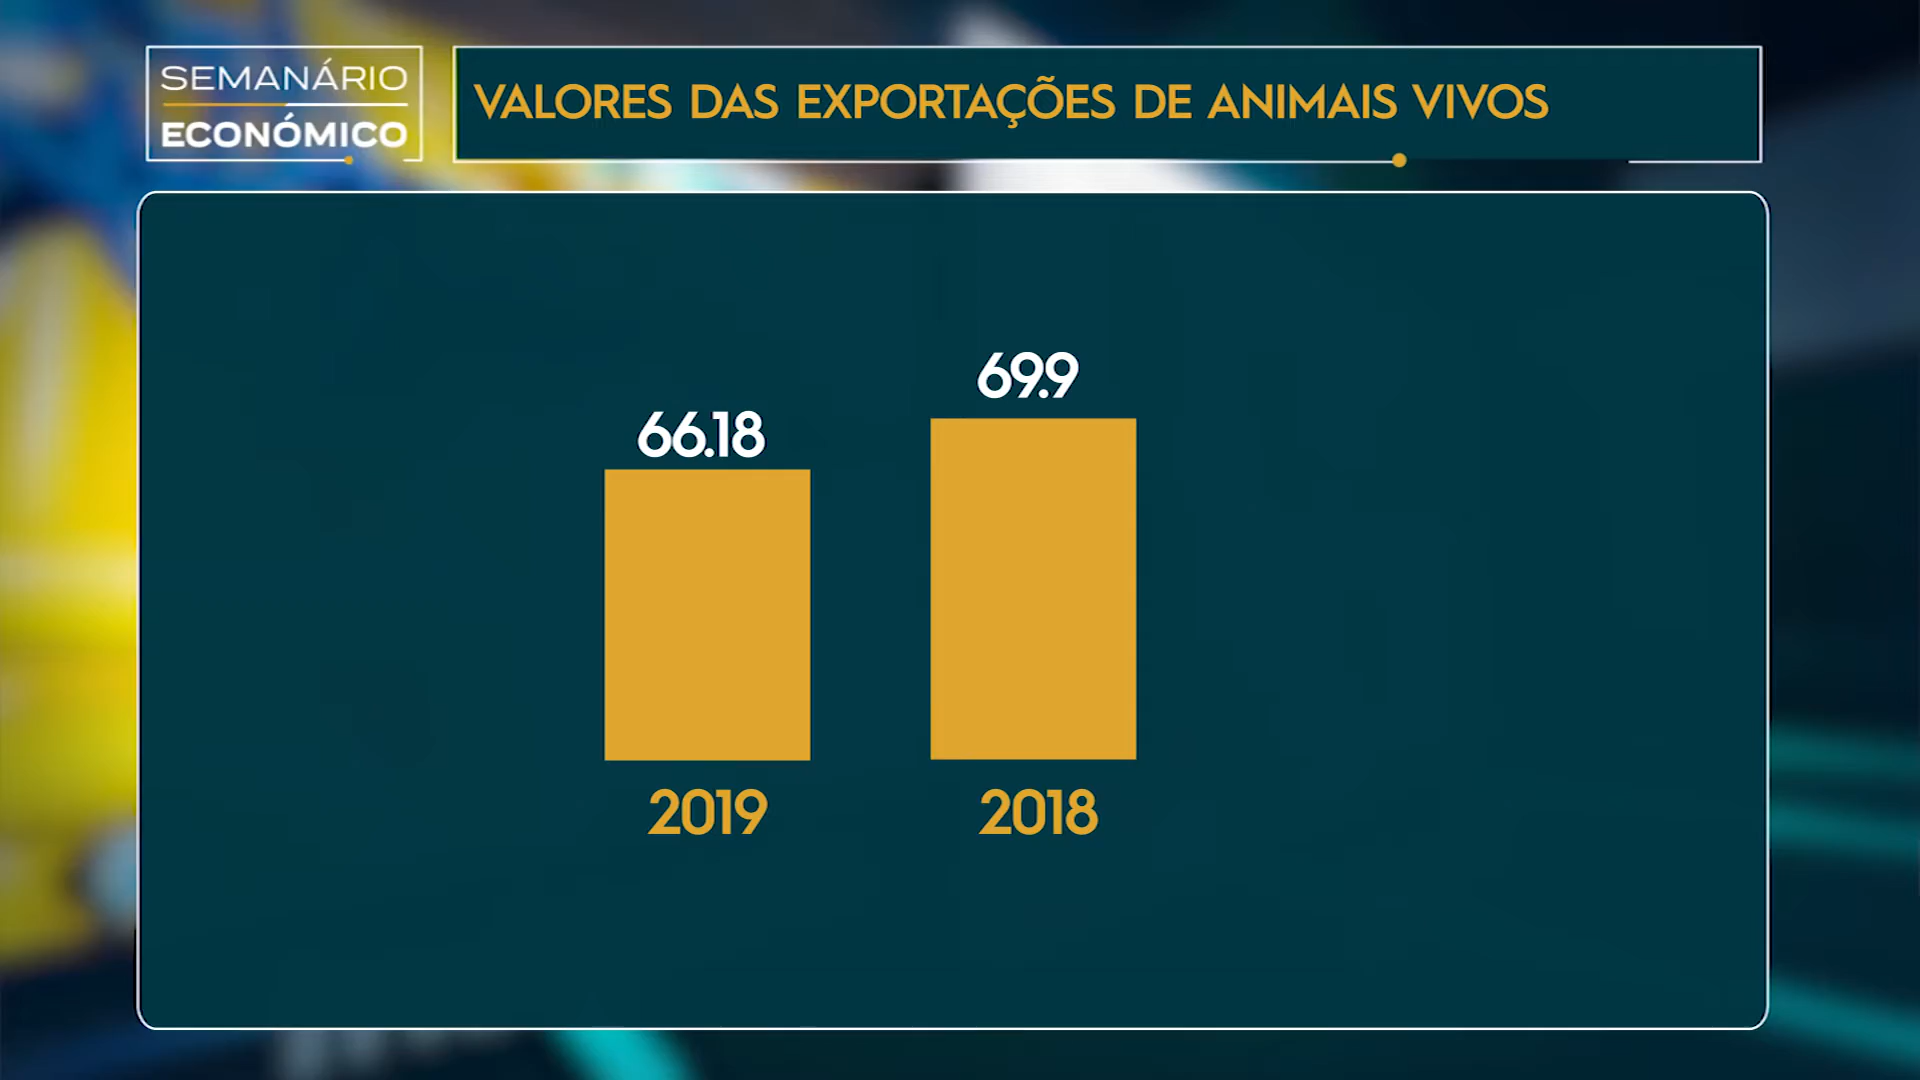 SEMANÁRIO
ECONÓMICO
VALORES DAS EXPORTAÇÕES DE ANIMAIS VIVOS
66.18
69.9
2019
2018